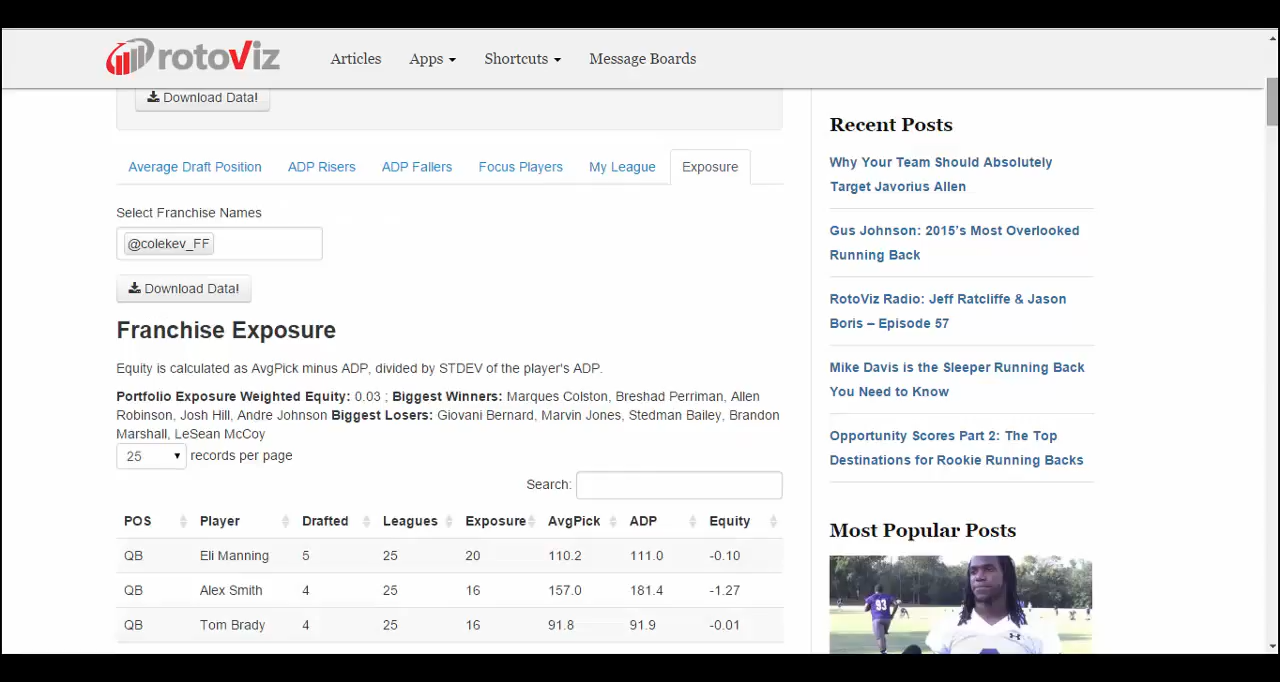 rotoviz Articles Apps Shortcuts Message Boards
Download Data!
Average Draft Position ADP Risers ADP Fallers Focus Players My League Exposure
Select Franchise Names
@colekev_FF
Download Data!
Franchise Exposure
Equity is calculated as AvgPick minus ADP, divided by STDEV of the player's ADP.
Portfolio Exposure Weighted Equity: 0.03 ; Biggest Winners: Marques Colston, Breshad Perriman, Allen
Robinson, Josh Hill, Andre Johnson Biggest Losers: Giovani Bernard, Marvin Jones, Stedman Bailey, Brandon
Marshall, LeSean McCoy
25 records per page
Search:
POS Player Drafted Leagues Exposure AvgPick ADP Equity
QB Eli Manning 5 25 20 110.2 111.0 -0.10
QB Alex Smith 4 25 16 157.0 181.4 -1.27
QB Tom Brady 4 25 16 91.8 91.9 -0.01
Recent Posts
Why Your Team Should Absolutely
Target Javorius Allen
Gus Johnson: 2015's Most Overlooked
Running Back
RotoViz Radio: Jeff Ratcliffe & Jason
Boris – Episode 57
Mike Davis is the Sleeper Running Back
You Need to Know
Opportunity Scores Part 2: The Top
Destinations for Rookie Running Backs
Most Popular Posts
93